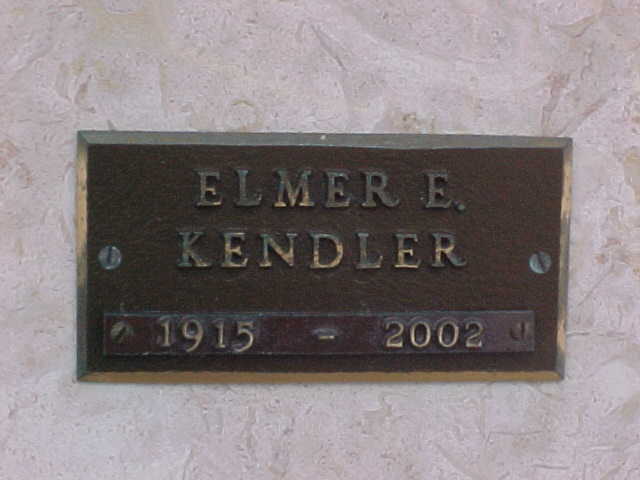 ELMER E.
KENDLER
1915 - 2002